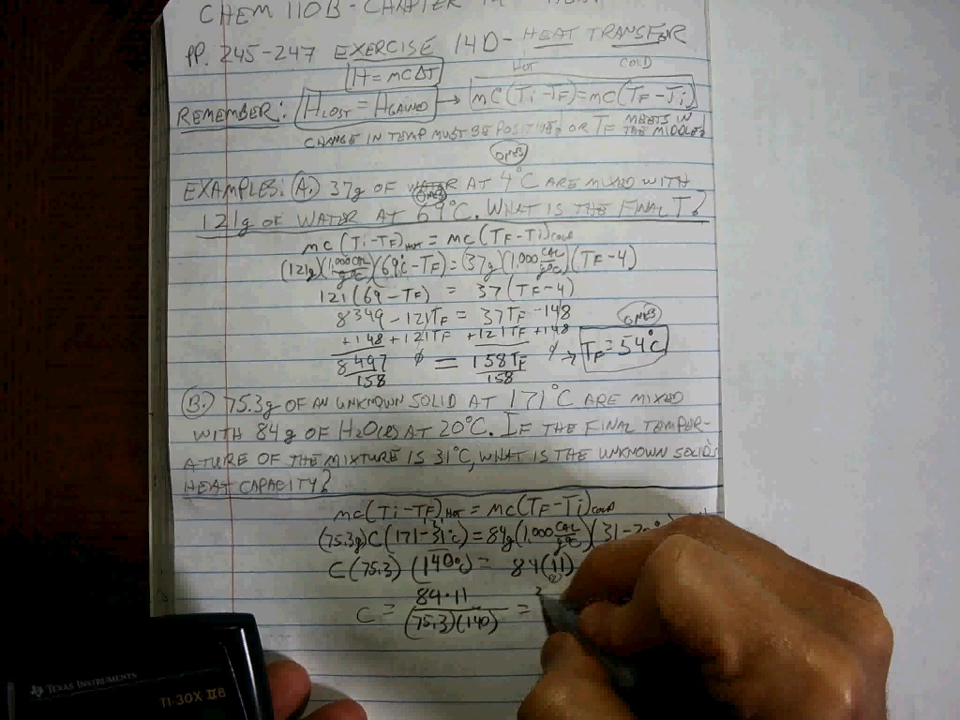 CHEM 110B - CHAPTER
PP. 245-247 EXERCISE 14D - HEAT TRANSFER
H = mCΔT
HOT COLD
REMEMBER: HLOST = HGAINED → mC(Ti - TF) = mC(TF - Ti)
CHANGE IN TEMP MUST BE POSITIVE! OR TF MEETS IN THE MIDDLE!
EXAMPLES: (A.) 37g OF WATER AT 4°C ARE MIXED WITH
121g OF WATER AT 69°C. WHAT IS THE FINAL T?
mC(Ti - TF)HOT = mC(TF - Ti)COLD
(121g)(1.000 CAL/g°C)(69°C - TF) = (37g)(1.000 CAL/g°C)(TF - 4)
121(69 - TF) = 37(TF - 4)
8349 - 121TF = 37TF - 148
+148 + 121TF +121TF +148
8497 ∅ = 158TF ∅ → TF = 54°C
158 158
(B.) 75.3g OF AN UNKNOWN SOLID AT 171°C ARE MIXED
WITH 84g OF H2O(l) AT 20°C. IF THE FINAL TEMPER-
ATURE OF THE MIXTURE IS 31°C, WHAT IS THE UNKNOWN SOLID'S
HEAT CAPACITY?
mC(Ti - TF)HOT = mC(TF - Ti)COLD
(75.3g)C(171 - 31°C) = 84g(1.000 CAL/g°C)(31 - 20°
C(75.3)(140°C) = 84(11)
C = 84·11 / (75.3)(140) =
TEXAS INSTRUMENTS
TI-30X IIB